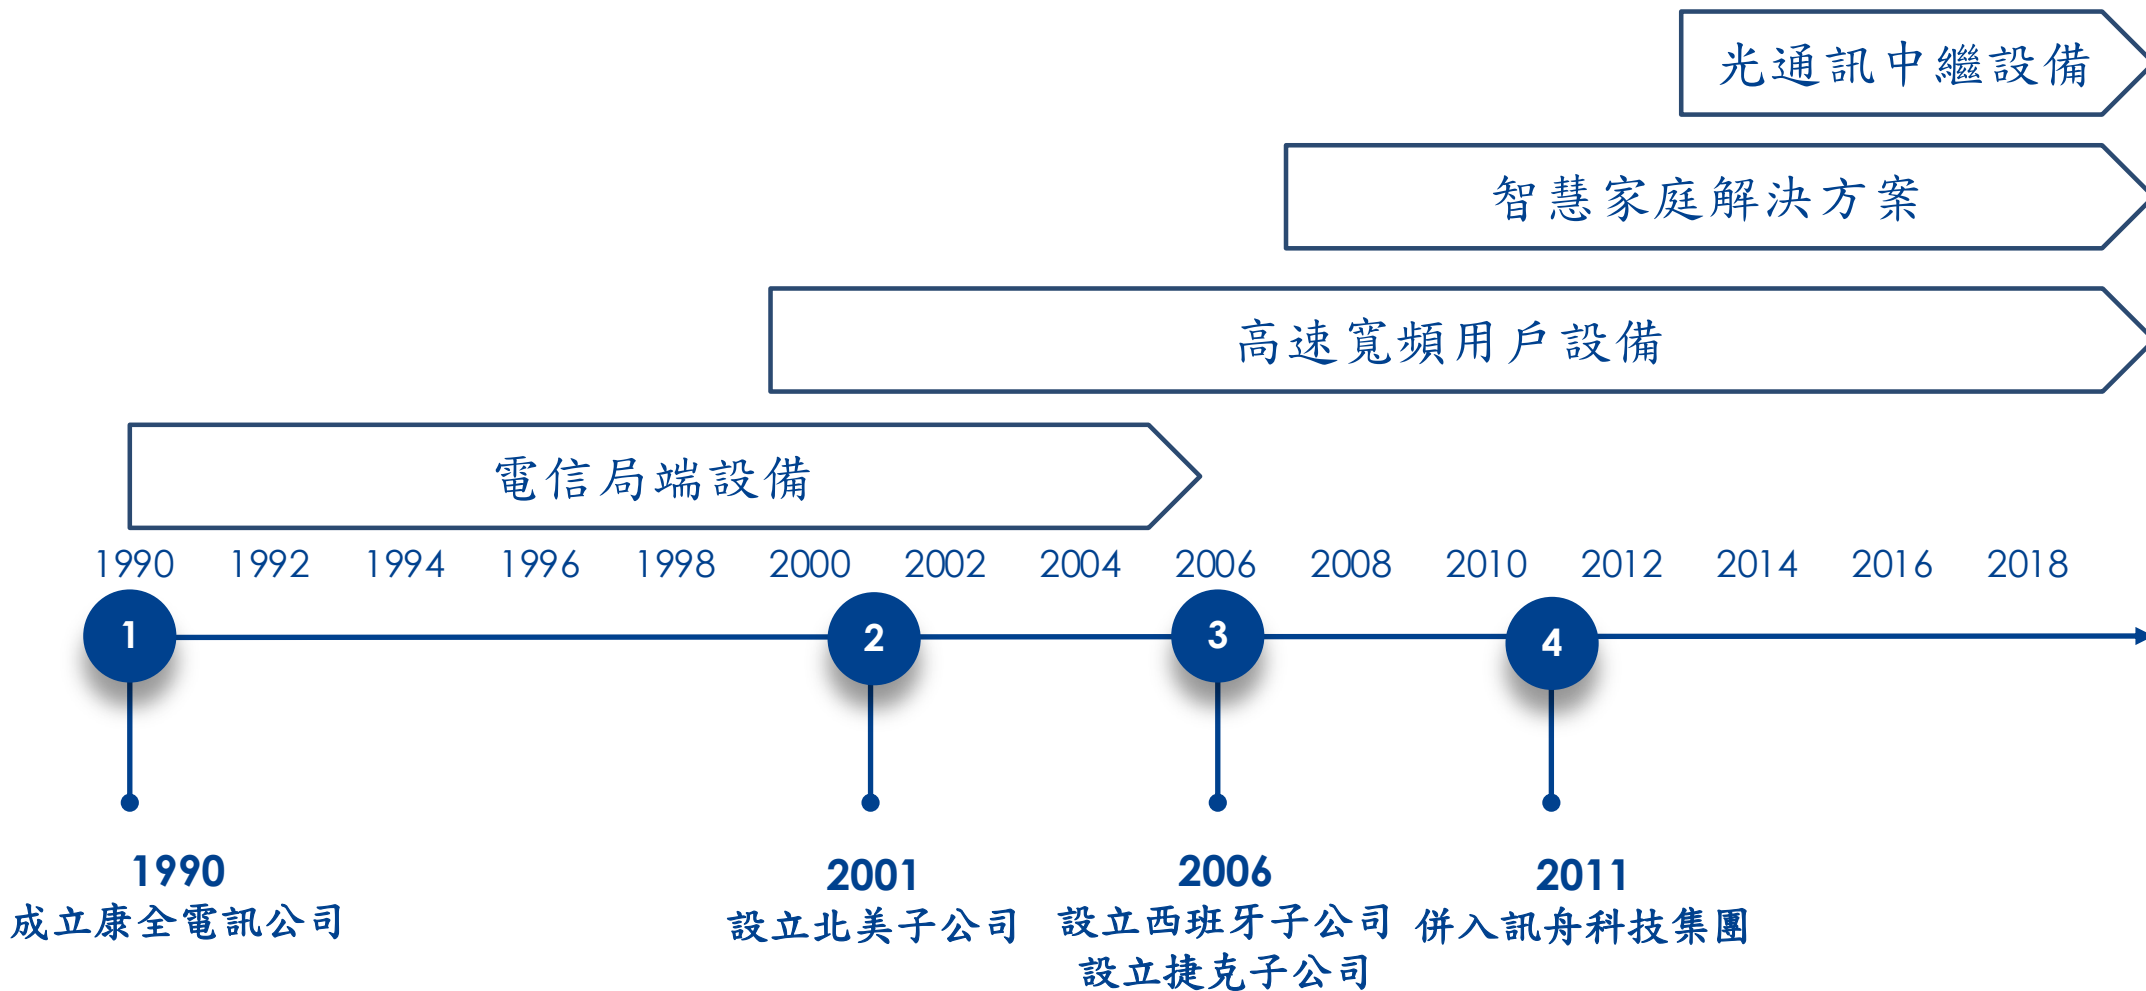 光通訊中繼設備
智慧家庭解決方案
高速寬頻用戶設備
電信局端設備
1990 1992 1994 1996 1998 2000 2002 2004 2006 2008 2010 2012 2014 2016 2018
1 2 3 4
1990
成立康全電訊公司
2001
設立北美子公司
2006
設立西班牙子公司
設立捷克子公司
2011
併入訊舟科技集團